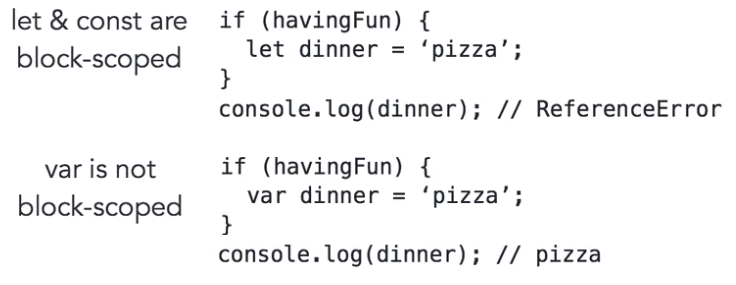 let & const are
block-scoped
if (havingFun) {
  let dinner = ‘pizza’;
}
console.log(dinner); // ReferenceError
var is not
block-scoped
if (havingFun) {
  var dinner = ‘pizza’;
}
console.log(dinner); // pizza